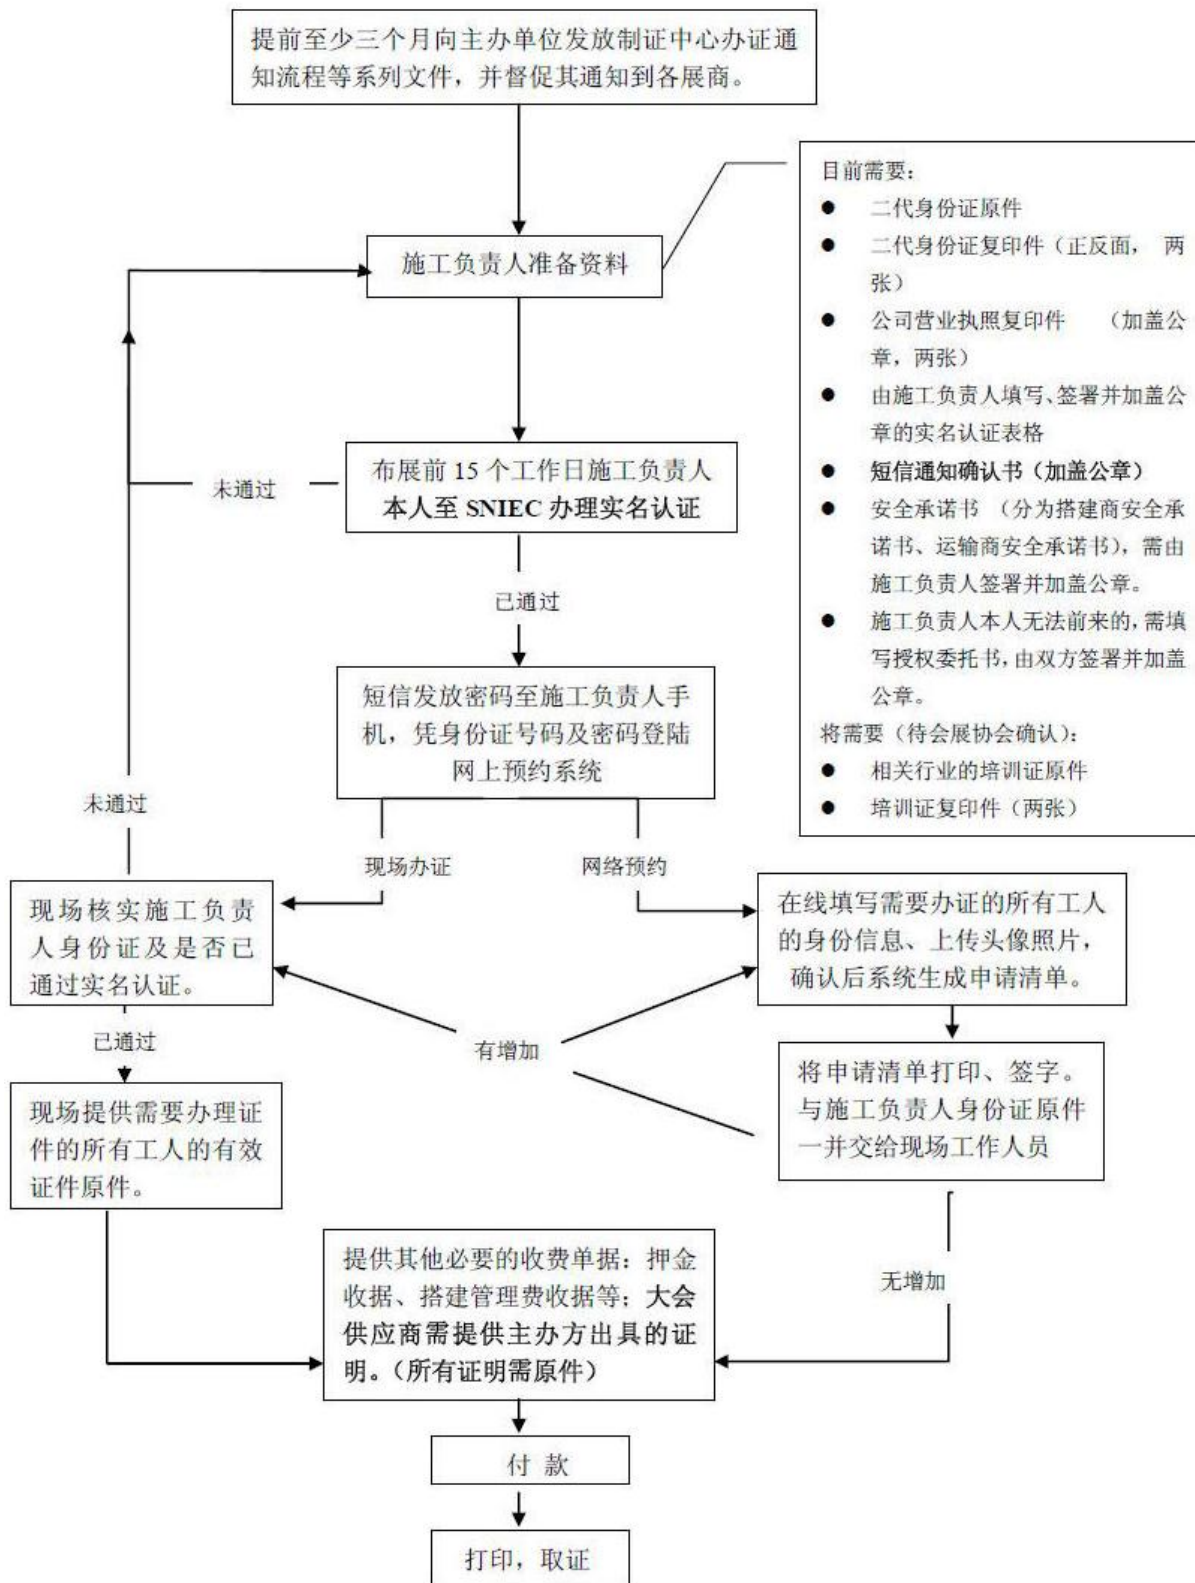 提前至少三个月向主办单位发放制证中心办证通
知流程等系列文件，并督促其通知到各展商。
目前需要：
● 二代身份证原件
● 二代身份证复印件（正反面， 两
张）
● 公司营业执照复印件 （加盖公
章，两张）
● 由施工负责人填写、签署并加盖公
章的实名认证表格
● 短信通知确认书（加盖公章）
● 安全承诺书 （分为搭建商安全承
诺书、运输商安全承诺书），需由
施工负责人签署并加盖公章。
● 施工负责人本人无法前来的，需填
写授权委托书，由双方签署并加盖
公章。
将需要（待会展协会确认）：
● 相关行业的培训证原件
● 培训证复印件（两张）
施工负责人准备资料
布展前 15 个工作日施工负责人
本人至 SNIEC 办理实名认证
未通过
已通过
短信发放密码至施工负责人手
机，凭身份证号码及密码登陆
网上预约系统
未通过
现场办证
网络预约
现场核实施工负责
人身份证及是否已
通过实名认证。
在线填写需要办证的所有工人
的身份信息、上传头像照片，
确认后系统生成申请清单。
已通过
有增加
现场提供需要办理证
件的所有工人的有效
证件原件。
将申请清单打印、签字。
与施工负责人身份证原件
一并交给现场工作人员
无增加
提供其他必要的收费单据：押金
收据、搭建管理费收据等；大会
供应商需提供主办方出具的证
明。（所有证明需原件）
付 款
打印，取证